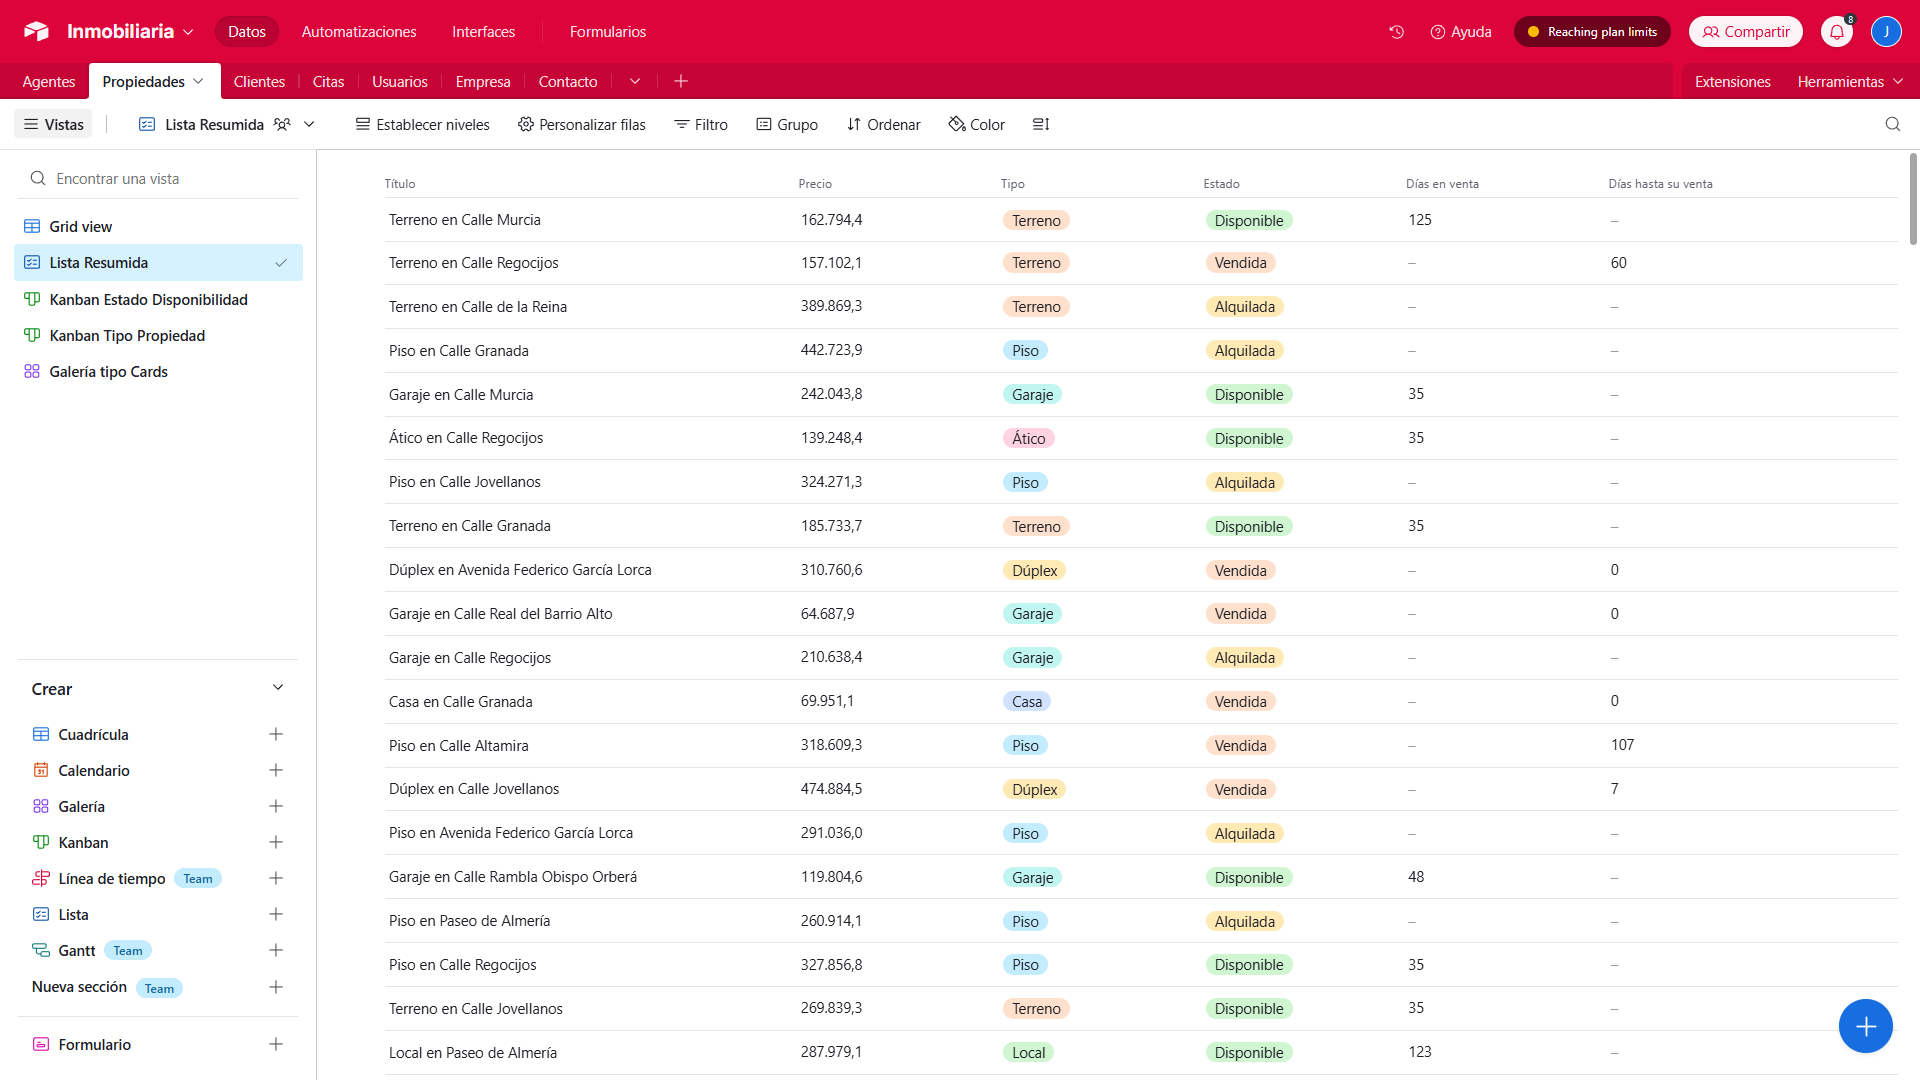 Inmobiliaria Datos Automatizaciones Interfaces Formularios Ayuda Reaching plan limits Compartir 8 J
Agentes Propiedades Clientes Citas Usuarios Empresa Contacto Extensiones Herramientas
Vistas Lista Resumida Establecer niveles Personalizar filas Filtro Grupo Ordenar Color
Encontrar una vista
Grid view
Lista Resumida
Kanban Estado Disponibilidad
Kanban Tipo Propiedad
Galería tipo Cards
Crear
Cuadrícula
Calendario
Galería
Kanban
Línea de tiempo Team
Lista
Gantt Team
Nueva sección Team
Formulario
Título Precio Tipo Estado Días en venta Días hasta su venta
Terreno en Calle Murcia 162.794,4 Terreno Disponible 125 –
Terreno en Calle Regocijos 157.102,1 Terreno Vendida – 60
Terreno en Calle de la Reina 389.869,3 Terreno Alquilada – –
Piso en Calle Granada 442.723,9 Piso Alquilada – –
Garaje en Calle Murcia 242.043,8 Garaje Disponible 35 –
Ático en Calle Regocijos 139.248,4 Ático Disponible 35 –
Piso en Calle Jovellanos 324.271,3 Piso Alquilada – –
Terreno en Calle Granada 185.733,7 Terreno Disponible 35 –
Dúplex en Avenida Federico García Lorca 310.760,6 Dúplex Vendida – 0
Garaje en Calle Real del Barrio Alto 64.687,9 Garaje Vendida – 0
Garaje en Calle Regocijos 210.638,4 Garaje Alquilada – –
Casa en Calle Granada 69.951,1 Casa Vendida – 0
Piso en Calle Altamira 318.609,3 Piso Vendida – 107
Dúplex en Calle Jovellanos 474.884,5 Dúplex Vendida – 7
Piso en Avenida Federico García Lorca 291.036,0 Piso Alquilada – –
Garaje en Calle Rambla Obispo Orberá 119.804,6 Garaje Disponible 48 –
Piso en Paseo de Almería 260.914,1 Piso Alquilada – –
Piso en Calle Regocijos 327.856,8 Piso Disponible 35 –
Terreno en Calle Jovellanos 269.839,3 Terreno Disponible 35 –
Local en Paseo de Almería 287.979,1 Local Disponible 123 –